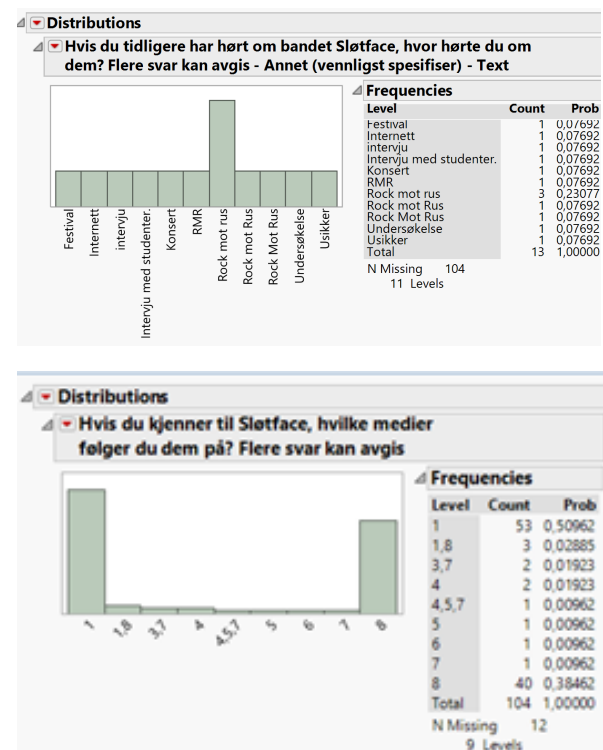 Distributions
Hvis du tidligere har hørt om bandet Sløtface, hvor hørte du om
dem? Flere svar kan avgis - Annet (vennligst spesifiser) - Text
Festival
Internett
intervju
Intervju med studenter.
Konsert
RMR
Rock mot rus
Rock mot Rus
Rock Mot Rus
Undersøkelse
Usikker
Frequencies
Level Count Prob
Festival 1 0,07692
Internett 1 0,07692
intervju 1 0,07692
Intervju med studenter. 1 0,07692
Konsert 1 0,07692
RMR 1 0,07692
Rock mot rus 3 0,23077
Rock mot Rus 1 0,07692
Rock Mot Rus 1 0,07692
Undersøkelse 1 0,07692
Usikker 1 0,07692
Total 13 1,00000
N Missing 104
11 Levels
Distributions
Hvis du kjenner til Sløtface, hvilke medier
følger du dem på? Flere svar kan avgis
1
1,8
3,7
4
4,5,7
5
6
7
8
Frequencies
Level Count Prob
1 53 0,50962
1,8 3 0,02885
3,7 2 0,01923
4 2 0,01923
4,5,7 1 0,00962
5 1 0,00962
6 1 0,00962
7 1 0,00962
8 40 0,38462
Total 104 1,00000
N Missing 12
9 Levels